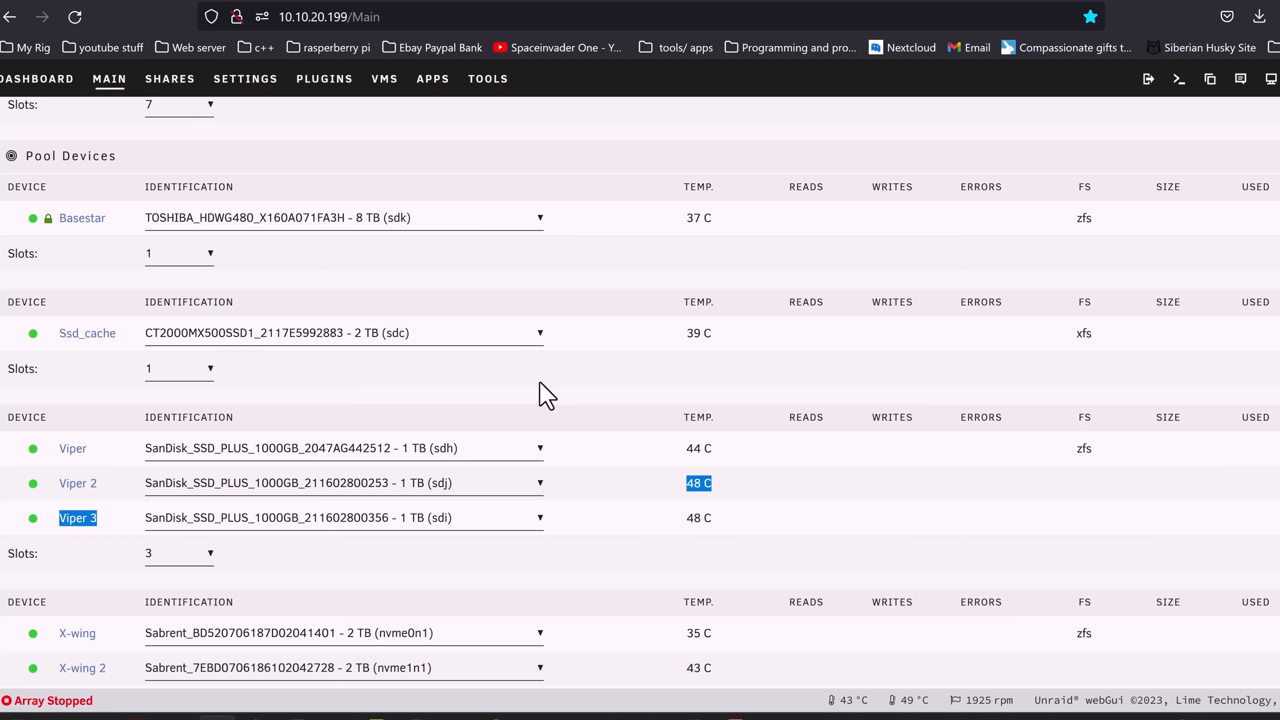 10.10.20.199/Main
My Rig youtube stuff Web server c++ rasperberry pi Ebay Paypal Bank Spaceinvader One - Y... tools/ apps Programming and pro... Nextcloud Email Compassionate gifts t... Siberian Husky Site
DASHBOARD MAIN SHARES SETTINGS PLUGINS VMS APPS TOOLS
Slots: 7
Pool Devices
DEVICE IDENTIFICATION TEMP. READS WRITES ERRORS FS SIZE USED
Basestar TOSHIBA_HDWG480_X160A071FA3H - 8 TB (sdk) 37 C zfs
Slots: 1
DEVICE IDENTIFICATION TEMP. READS WRITES ERRORS FS SIZE USED
Ssd_cache CT2000MX500SSD1_2117E5992883 - 2 TB (sdc) 39 C xfs
Slots: 1
DEVICE IDENTIFICATION TEMP. READS WRITES ERRORS FS SIZE USED
Viper SanDisk_SSD_PLUS_1000GB_2047AG442512 - 1 TB (sdh) 44 C zfs
Viper 2 SanDisk_SSD_PLUS_1000GB_211602800253 - 1 TB (sdj) 48 C
Viper 3 SanDisk_SSD_PLUS_1000GB_211602800356 - 1 TB (sdi) 48 C
Slots: 3
DEVICE IDENTIFICATION TEMP. READS WRITES ERRORS FS SIZE USED
X-wing Sabrent_BD520706187D02041401 - 2 TB (nvme0n1) 35 C zfs
X-wing 2 Sabrent_7EBD0706186102042728 - 2 TB (nvme1n1) 43 C
Array Stopped 43 °C 49 °C 1925 rpm Unraid® webGui ©2023, Lime Technology,